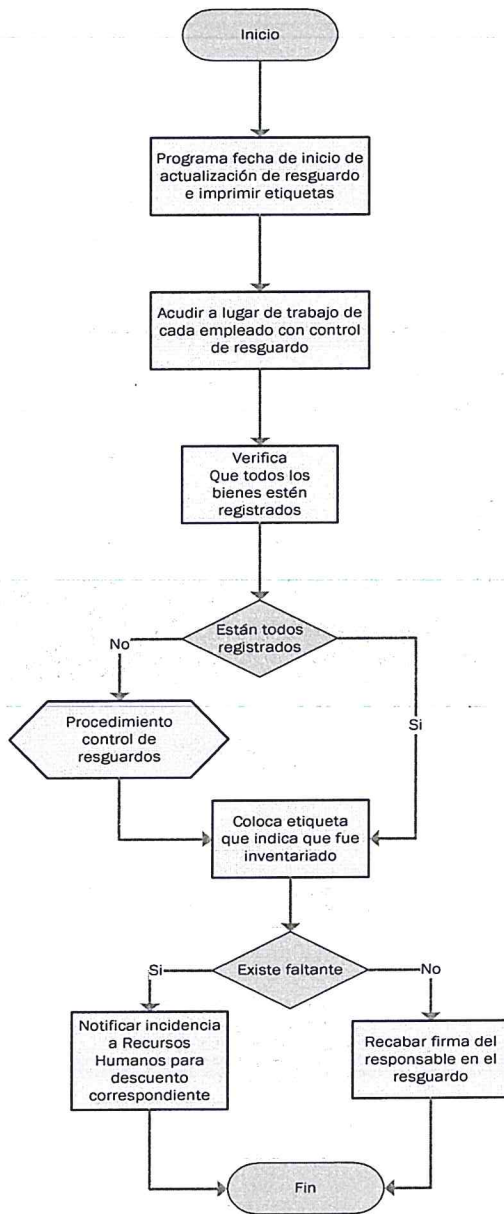 Inicio
Programa fecha de inicio de
actualización de resguardo
e imprimir etiquetas
Acudir a lugar de trabajo de
cada empleado con control
de resguardo
Verifica
Que todos los
bienes estén
registrados
Están todos
registrados
No
Si
Procedimiento
control de
resguardos
Coloca etiqueta
que indica que fue
inventariado
Existe faltante
Si
No
Notificar incidencia
a Recursos
Humanos para
descuento
correspondiente
Recabar firma del
responsable en el
resguardo
Fin